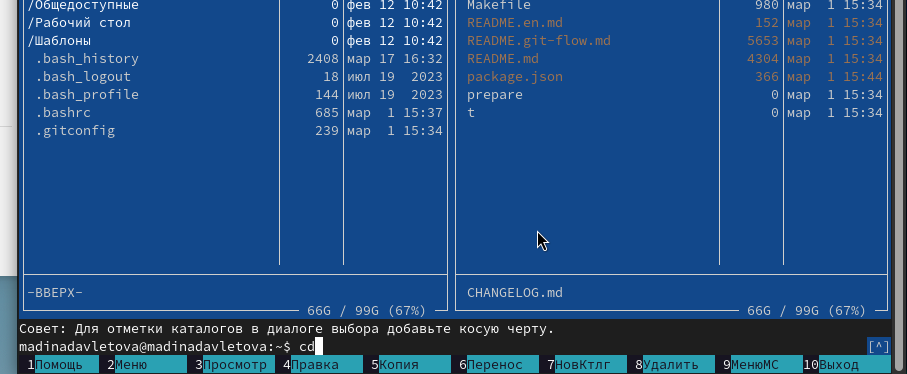 /Общедоступные 0 фев 12 10:42 Makefile 980 мар 1 15:34
/Рабочий стол 0 фев 12 10:42 README.en.md 152 мар 1 15:34
/Шаблоны 0 фев 12 10:42 README.git-flow.md 5653 мар 1 15:34
.bash_history 2408 мар 17 16:32 README.md 4304 мар 1 15:34
.bash_logout 18 июл 19 2023 package.json 366 мар 1 15:44
.bash_profile 144 июл 19 2023 prepare 0 мар 1 15:34
.bashrc 685 мар 1 15:37 t 0 мар 1 15:34
.gitconfig 239 мар 1 15:34
-ВВЕРХ- CHANGELOG.md
66G / 99G (67%) 66G / 99G (67%)
Совет: Для отметки каталогов в диалоге выбора добавьте косую черту.
madinadavletova@madinadavletova:~$ cd [^]
1Помощь 2Меню 3Просмотр 4Правка 5Копия 6Перенос 7НовКтлг 8Удалить 9МенюМС 10Выход